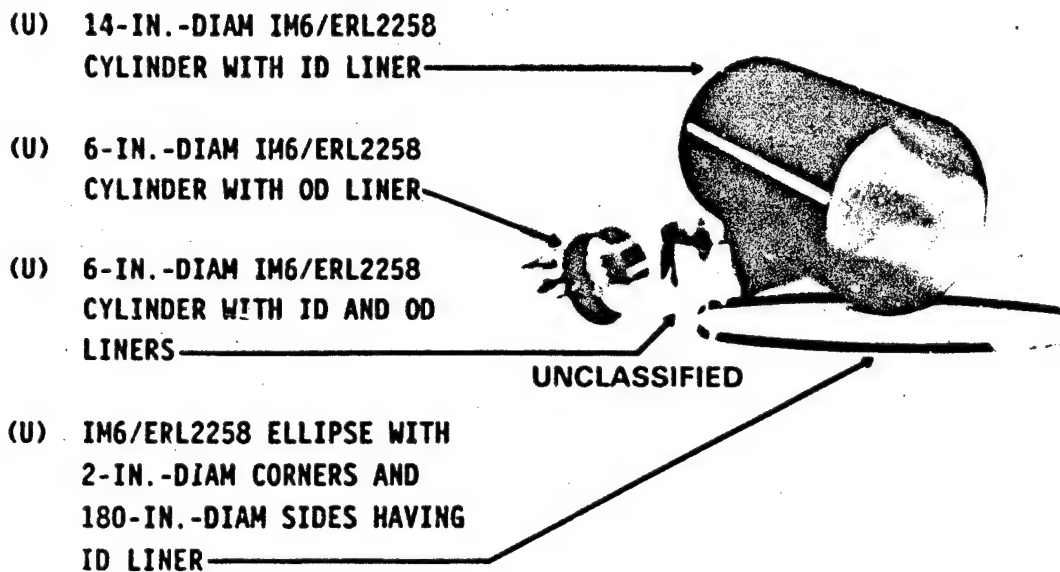 (U) 14-IN.-DIAM IM6/ERL2258
CYLINDER WITH ID LINER
(U) 6-IN.-DIAM IM6/ERL2258
CYLINDER WITH OD LINER
(U) 6-IN.-DIAM IM6/ERL2258
CYLINDER WITH ID AND OD
LINERS
UNCLASSIFIED
(U) IM6/ERL2258 ELLIPSE WITH
2-IN.-DIAM CORNERS AND
180-IN.-DIAM SIDES HAVING
ID LINER